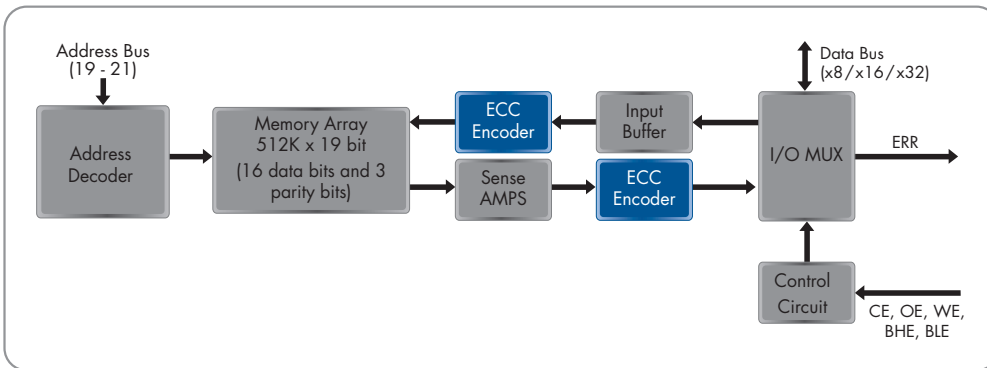 Address Bus
(19 - 21)
Address
Decoder
Memory Array
512K x 19 bit
(16 data bits and 3
parity bits)
ECC
Encoder
Input
Buffer
Sense
AMPS
ECC
Encoder
Data Bus
(x8/x16/x32)
I/O MUX
ERR
Control
Circuit
CE, OE, WE,
BHE, BLE